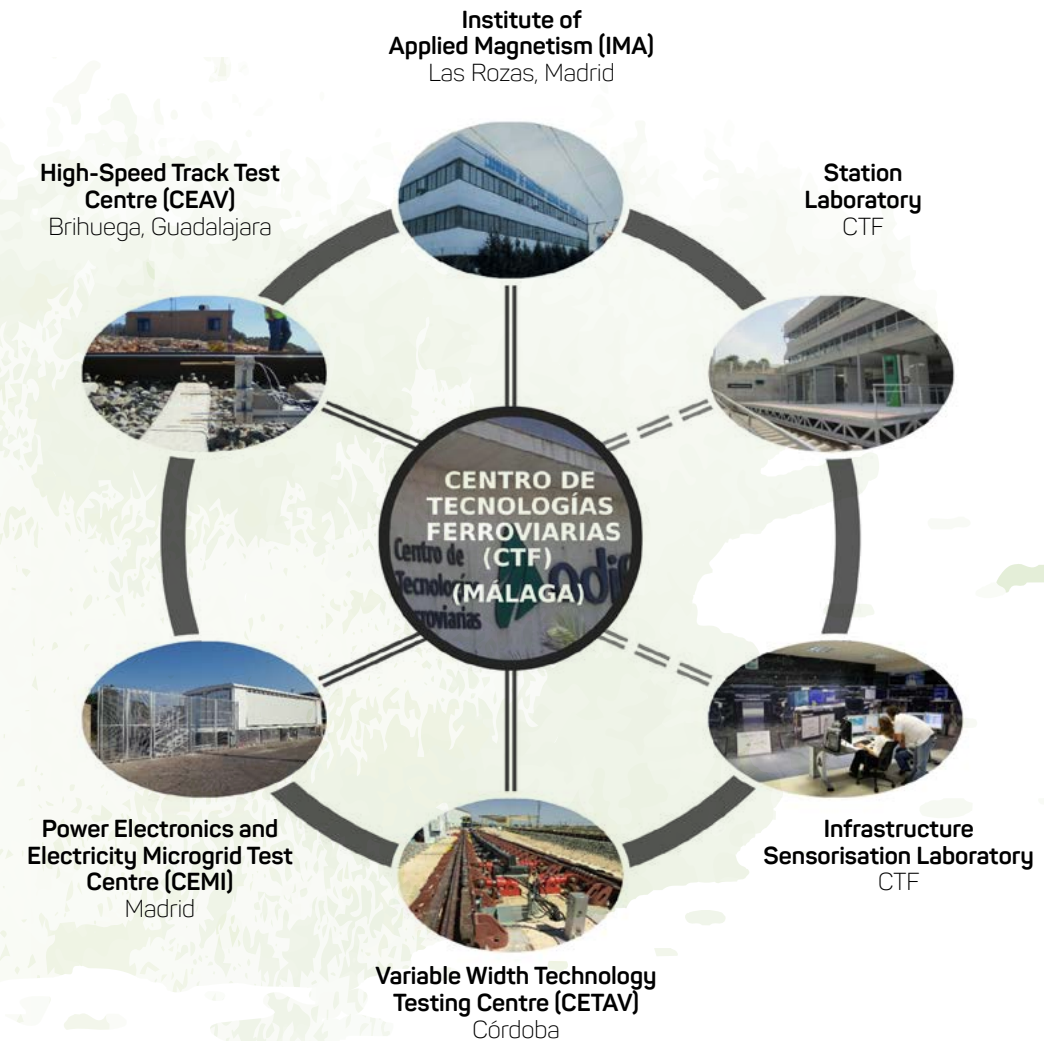 Institute of
Applied Magnetism (IMA)
Las Rozas, Madrid
High-Speed Track Test
Centre (CEAV)
Brihuega, Guadalajara
Station
Laboratory
CTF
CENTRO DE
TECNOLOGÍAS
FERROVIARIAS
(CTF)
(MÁLAGA)
Centro de
Power Electronics and
Electricity Microgrid Test
Centre (CEMI)
Madrid
Infrastructure
Sensorisation Laboratory
CTF
Variable Width Technology
Testing Centre (CETAV)
Córdoba